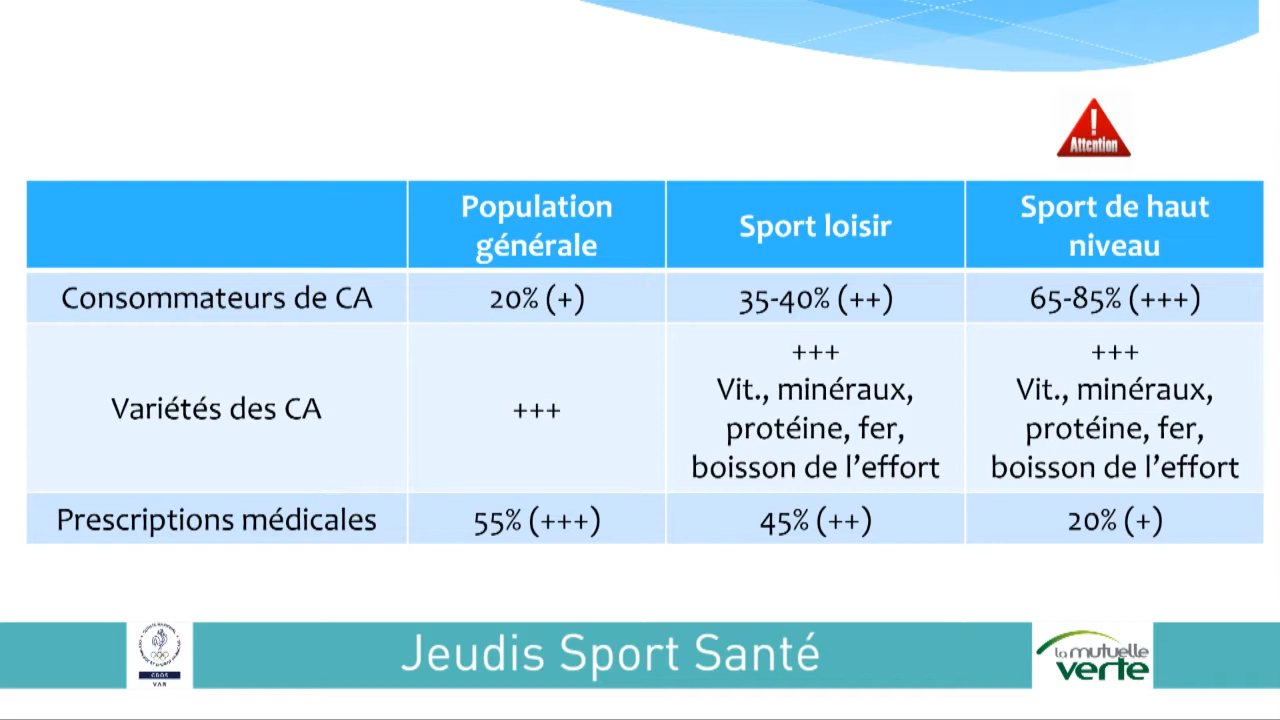 Attention
Population
générale
Sport loisir
Sport de haut
niveau
Consommateurs de CA
20% (+)
35-40% (++)
65-85% (+++)
Variétés des CA
+++
+++
Vit., minéraux,
protéine, fer,
boisson de l’effort
+++
Vit., minéraux,
protéine, fer,
boisson de l’effort
Prescriptions médicales
55% (+++)
45% (++)
20% (+)
CDOS
VAR
Jeudis Sport Santé
la mutuelle
verte